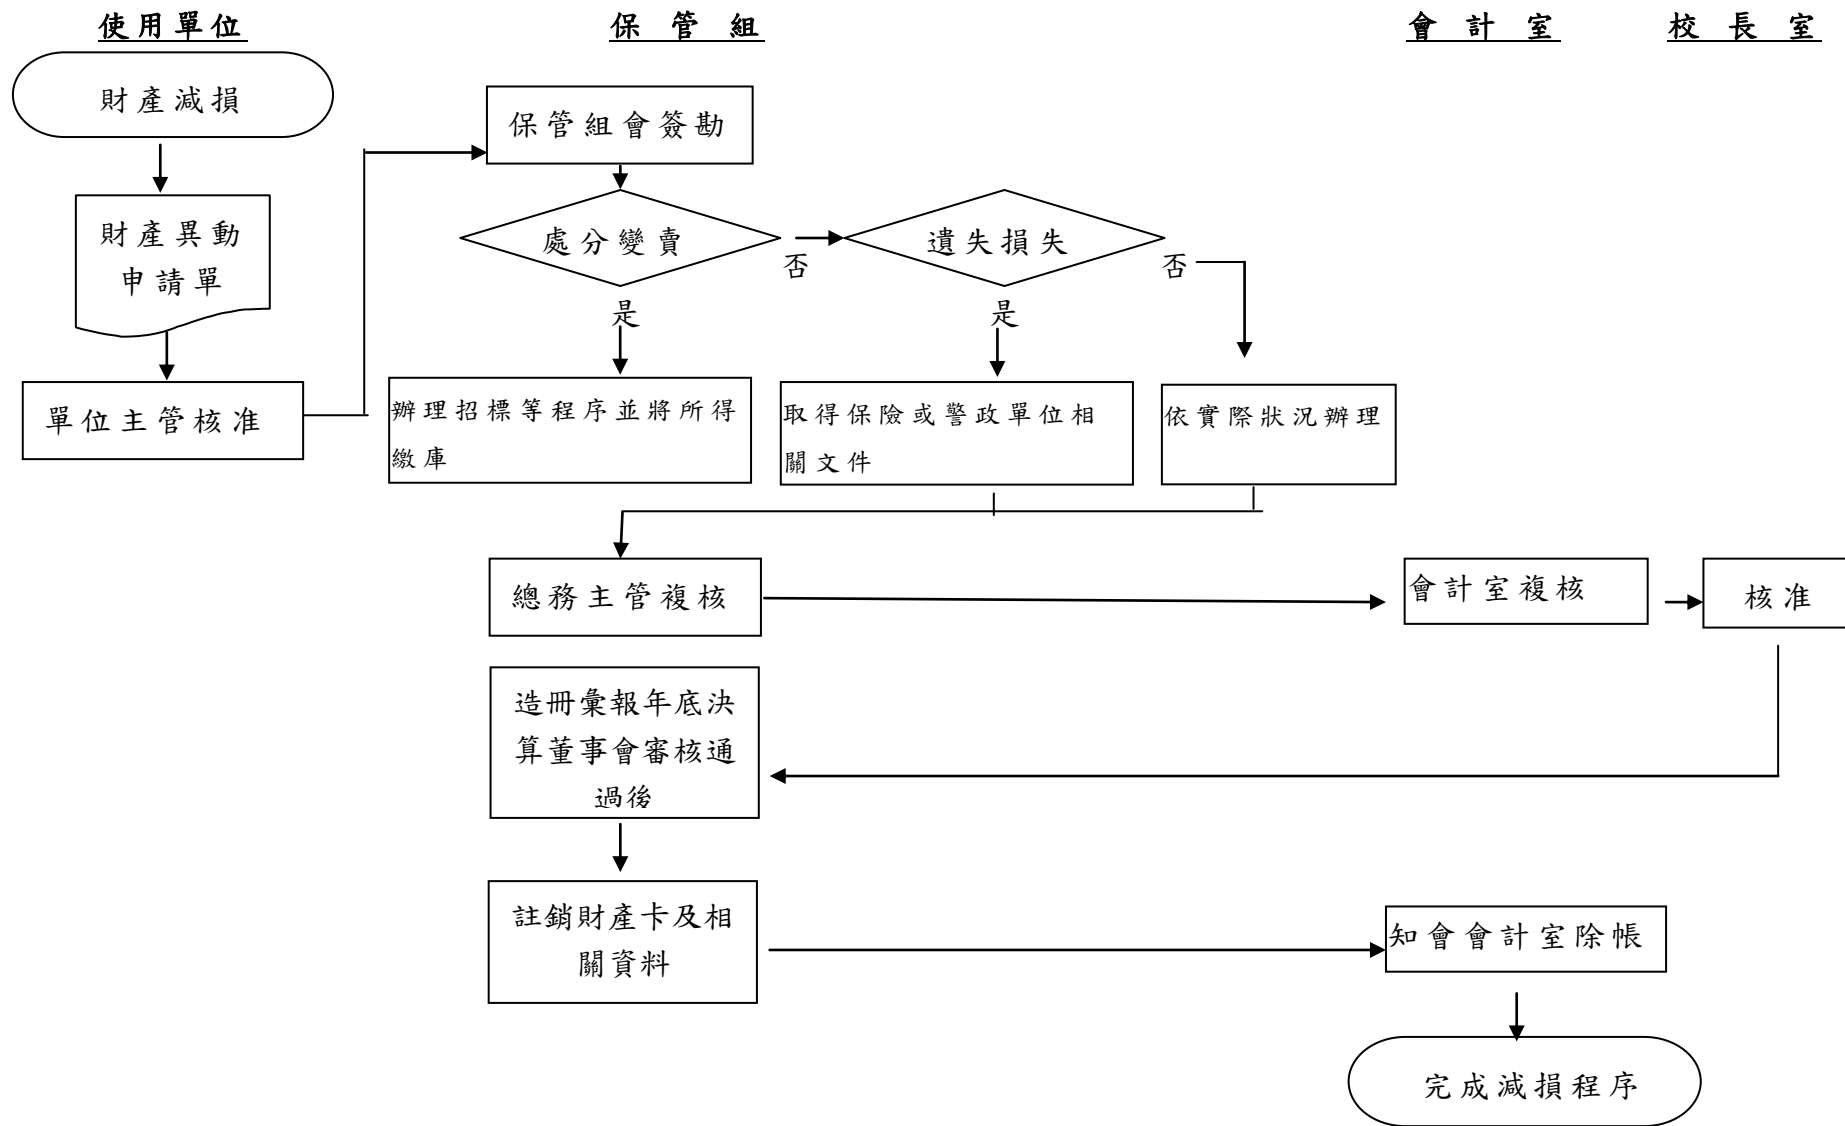 使用單位
保管組
會計室
校長室
財產減損
保管組會簽勘
財產異動
申請單
處分變賣
否
遺失損失
否
是
是
單位主管核准
辦理招標等程序並將所得
繳庫
取得保險或警政單位相
關文件
依實際狀況辦理
總務主管複核
會計室複核
核准
造冊彙報年底決
算董事會審核通
過後
註銷財產卡及相
關資料
知會會計室除帳
完成減損程序